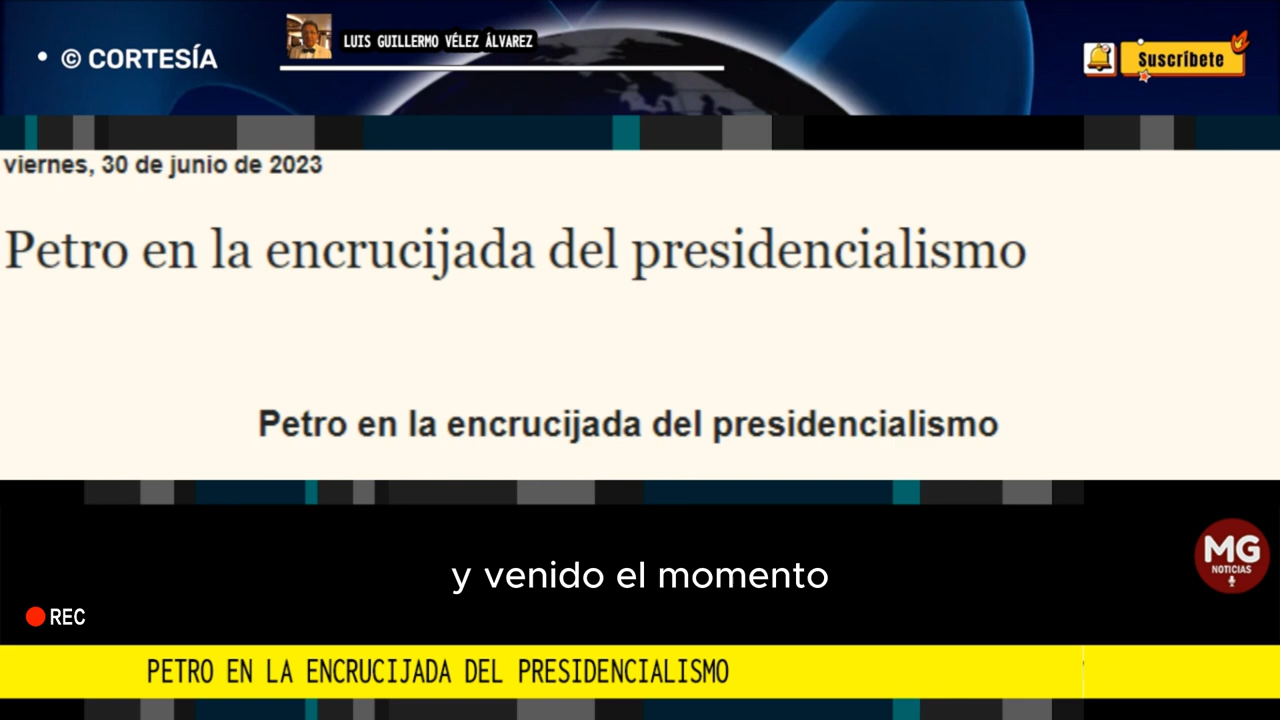 • © CORTESÍA
LUIS GUILLERMO VÉLEZ ÁLVAREZ
Suscríbete
viernes, 30 de junio de 2023
Petro en la encrucijada del presidencialismo
Petro en la encrucijada del presidencialismo
y venido el momento
MG
NOTICIAS
REC
PETRO EN LA ENCRUCIJADA DEL PRESIDENCIALISMO